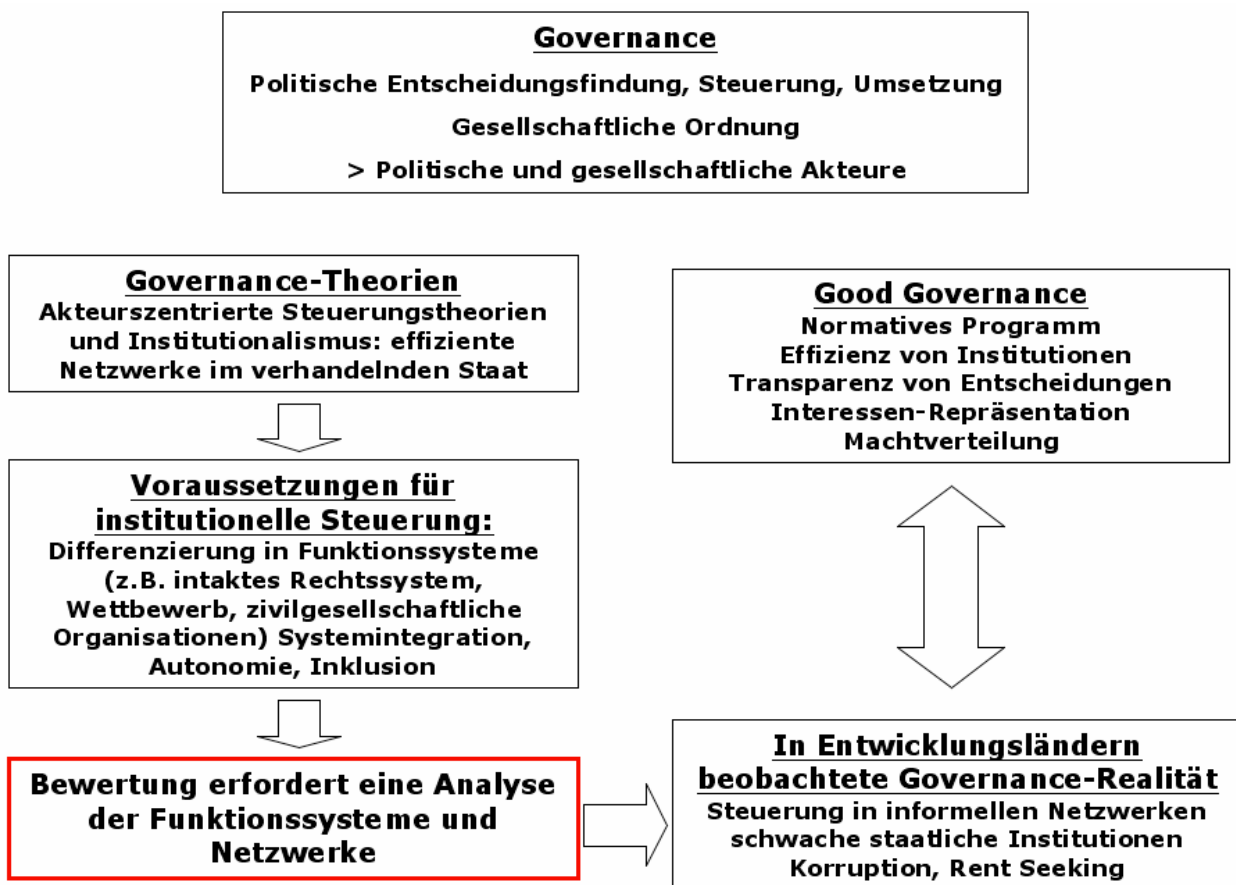 Governance
Politische Entscheidungsfindung, Steuerung, Umsetzung
Gesellschaftliche Ordnung
> Politische und gesellschaftliche Akteure
Governance-Theorien
Akteurszentrierte Steuerungstheorien
und Institutionalismus: effiziente
Netzwerke im verhandelnden Staat
Voraussetzungen für
institutionelle Steuerung:
Differenzierung in Funktionssysteme
(z.B. intaktes Rechtssystem,
Wettbewerb, zivilgesellschaftliche
Organisationen) Systemintegration,
Autonomie, Inklusion
Bewertung erfordert eine Analyse
der Funktionssysteme und
Netzwerke
Good Governance
Normatives Programm
Effizienz von Institutionen
Transparenz von Entscheidungen
Interessen-Repräsentation
Machtverteilung
In Entwicklungsländern
beobachtete Governance-Realität
Steuerung in informellen Netzwerken
schwache staatliche Institutionen
Korruption, Rent Seeking